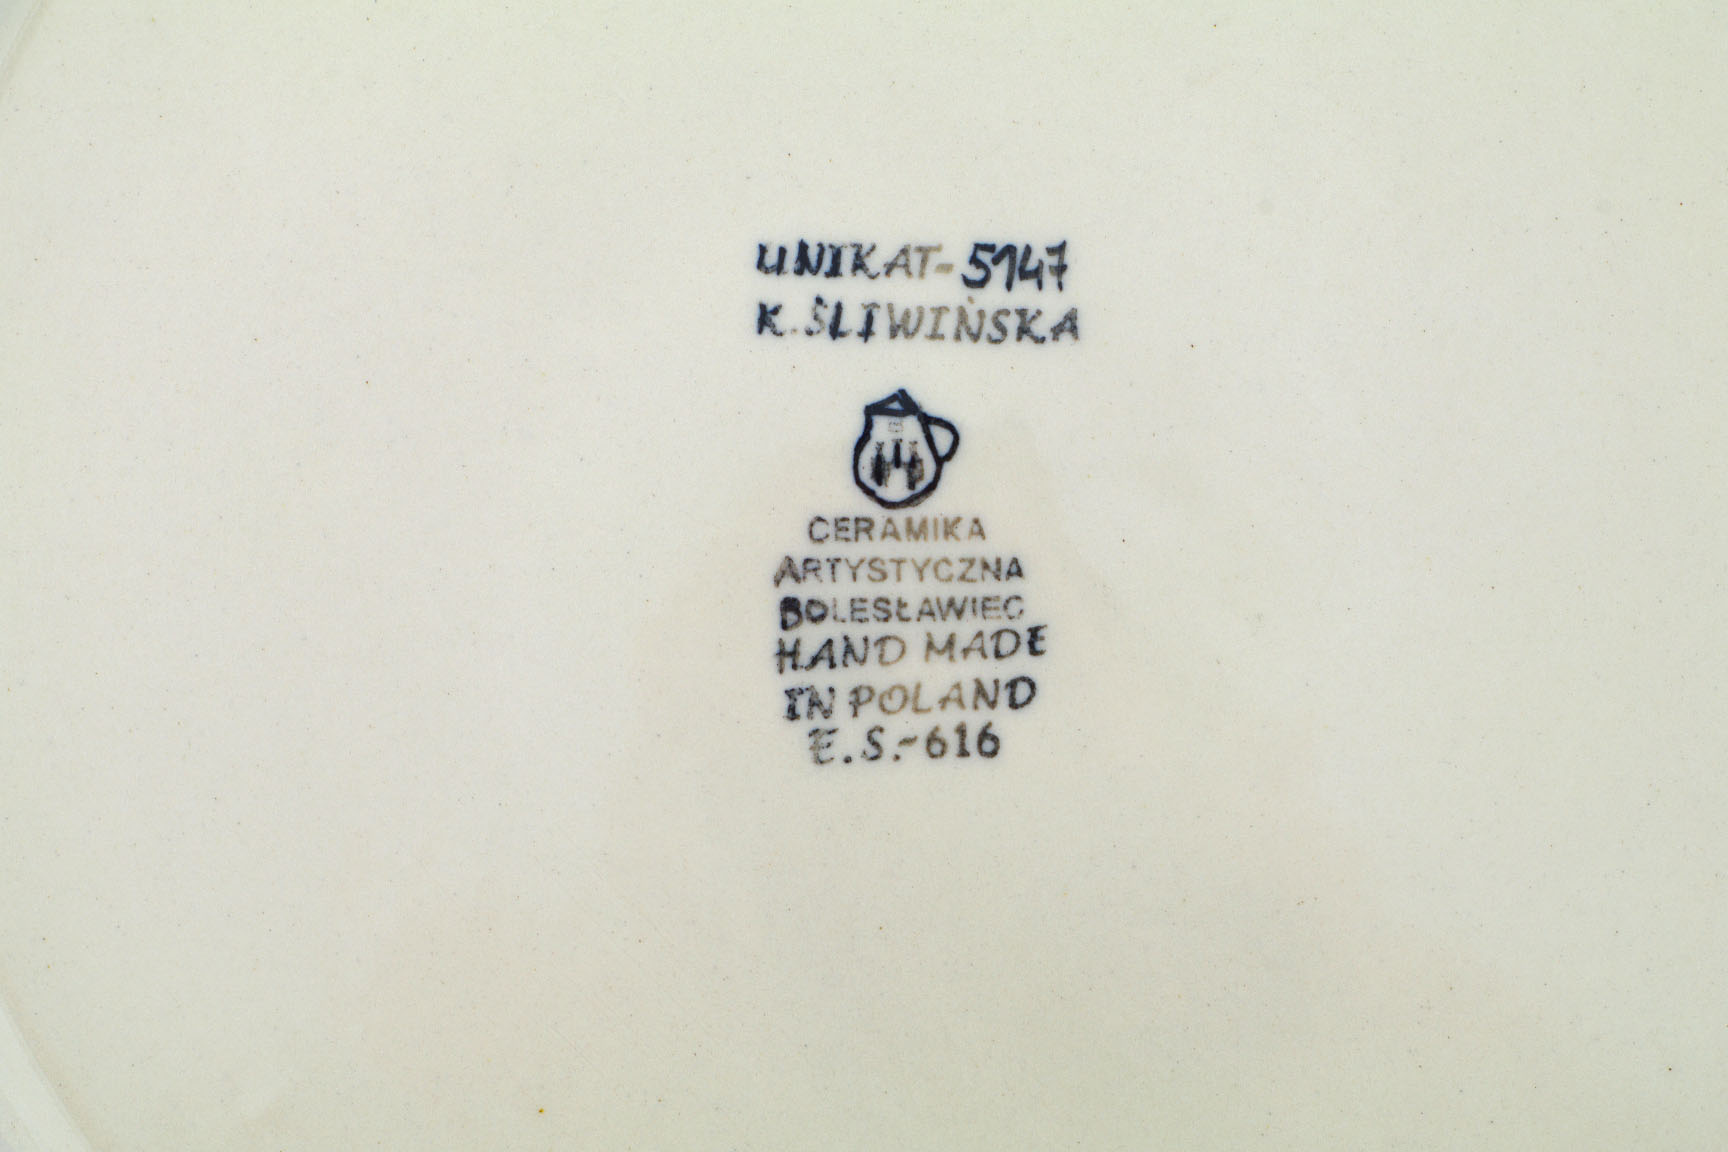 UNIKAT-5147
K.ŚLIWIŃSKA
CERAMIKA
ARTYSTYCZNA
BOLESŁAWIEC
HAND MADE
IN POLAND
E.S.-616